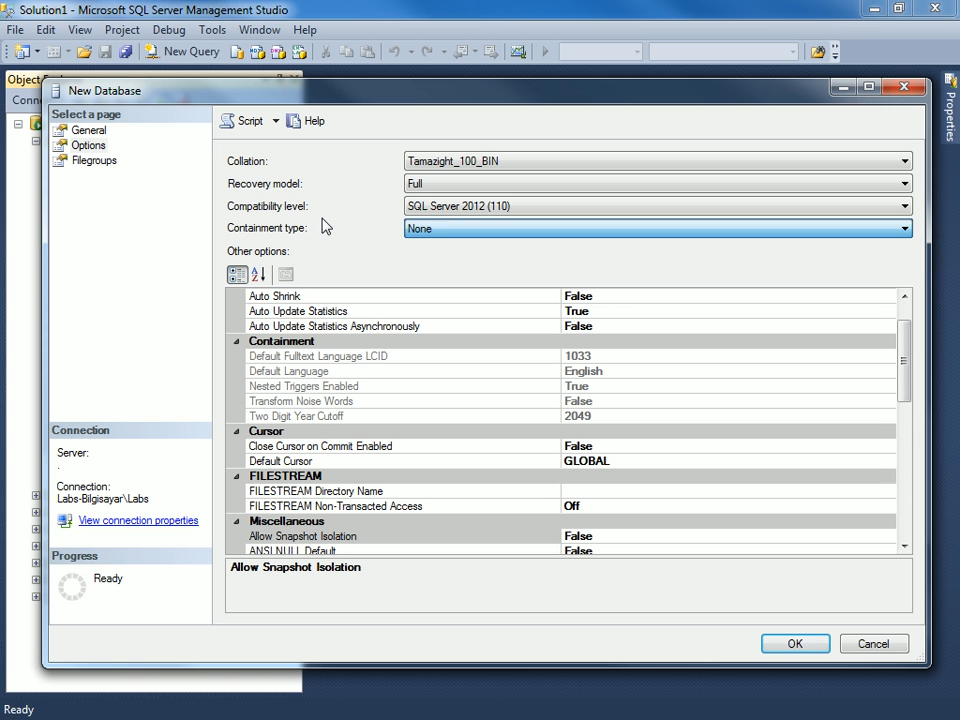 Solution1 - Microsoft SQL Server Management Studio
File Edit View Project Debug Tools Window Help
New Query
Object
New Database
Conn
Properties
Select a page
General
Options
Filegroups
Script Help
Collation: Tamazight_100_BIN
Recovery model: Full
Compatibility level: SQL Server 2012 (110)
Containment type: None
Other options:
Auto Shrink False
Auto Update Statistics True
Auto Update Statistics Asynchronously False
Containment
Default Fulltext Language LCID 1033
Default Language English
Nested Triggers Enabled True
Transform Noise Words False
Two Digit Year Cutoff 2049
Cursor
Close Cursor on Commit Enabled False
Default Cursor GLOBAL
FILESTREAM
FILESTREAM Directory Name
FILESTREAM Non-Transacted Access Off
Miscellaneous
Allow Snapshot Isolation False
ANSI NULL Default False
Allow Snapshot Isolation
Connection
Server:
.
Connection:
Labs-Bilgisayar\Labs
View connection properties
Progress
Ready
OK Cancel
Ready